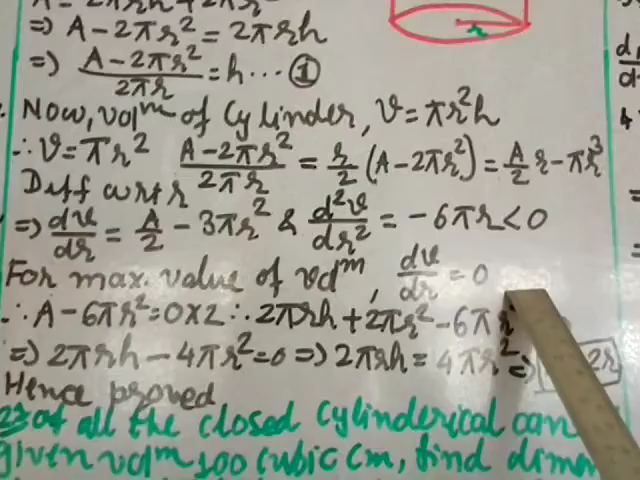 ⇒ A-2πr² = 2πrh
⇒ A-2πr²/2πr = h ... ①
r
Now, volᵐ of Cylinder, V = πr²h
∴ V = πr² A-2πr²/2πr = r/2 (A-2πr²) = A/2 r - πr³
Diff w r t r
⇒ dv/dr = A/2 - 3πr² & d²v/dr² = -6πr < 0
For max. value of volᵐ, dv/dr = 0
∴ A-6πr² = 0×2 ∴ 2πrh + 2πr² - 6πr
⇒ 2πrh - 4πr² = 0 ⇒ 2πrh = 4πr² ⇒ 2r
Hence proved
2) Of all the closed Cylinderical can
given volᵐ 100 cubic cm, find dimen